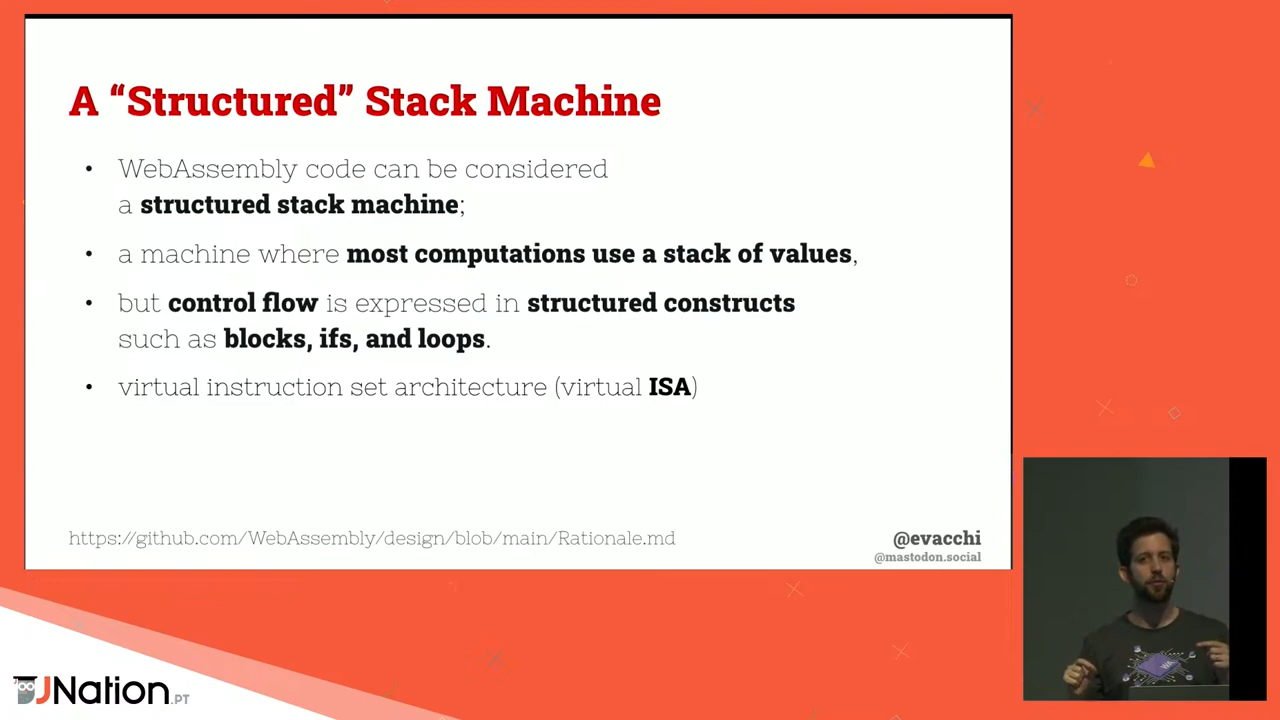 A “Structured” Stack Machine
• WebAssembly code can be considered
a structured stack machine;
• a machine where most computations use a stack of values,
• but control flow is expressed in structured constructs
such as blocks, ifs, and loops.
• virtual instruction set architecture (virtual ISA)
https://github.com/WebAssembly/design/blob/main/Rationale.md
@evacchi
@mastodon.social
JNation.PT